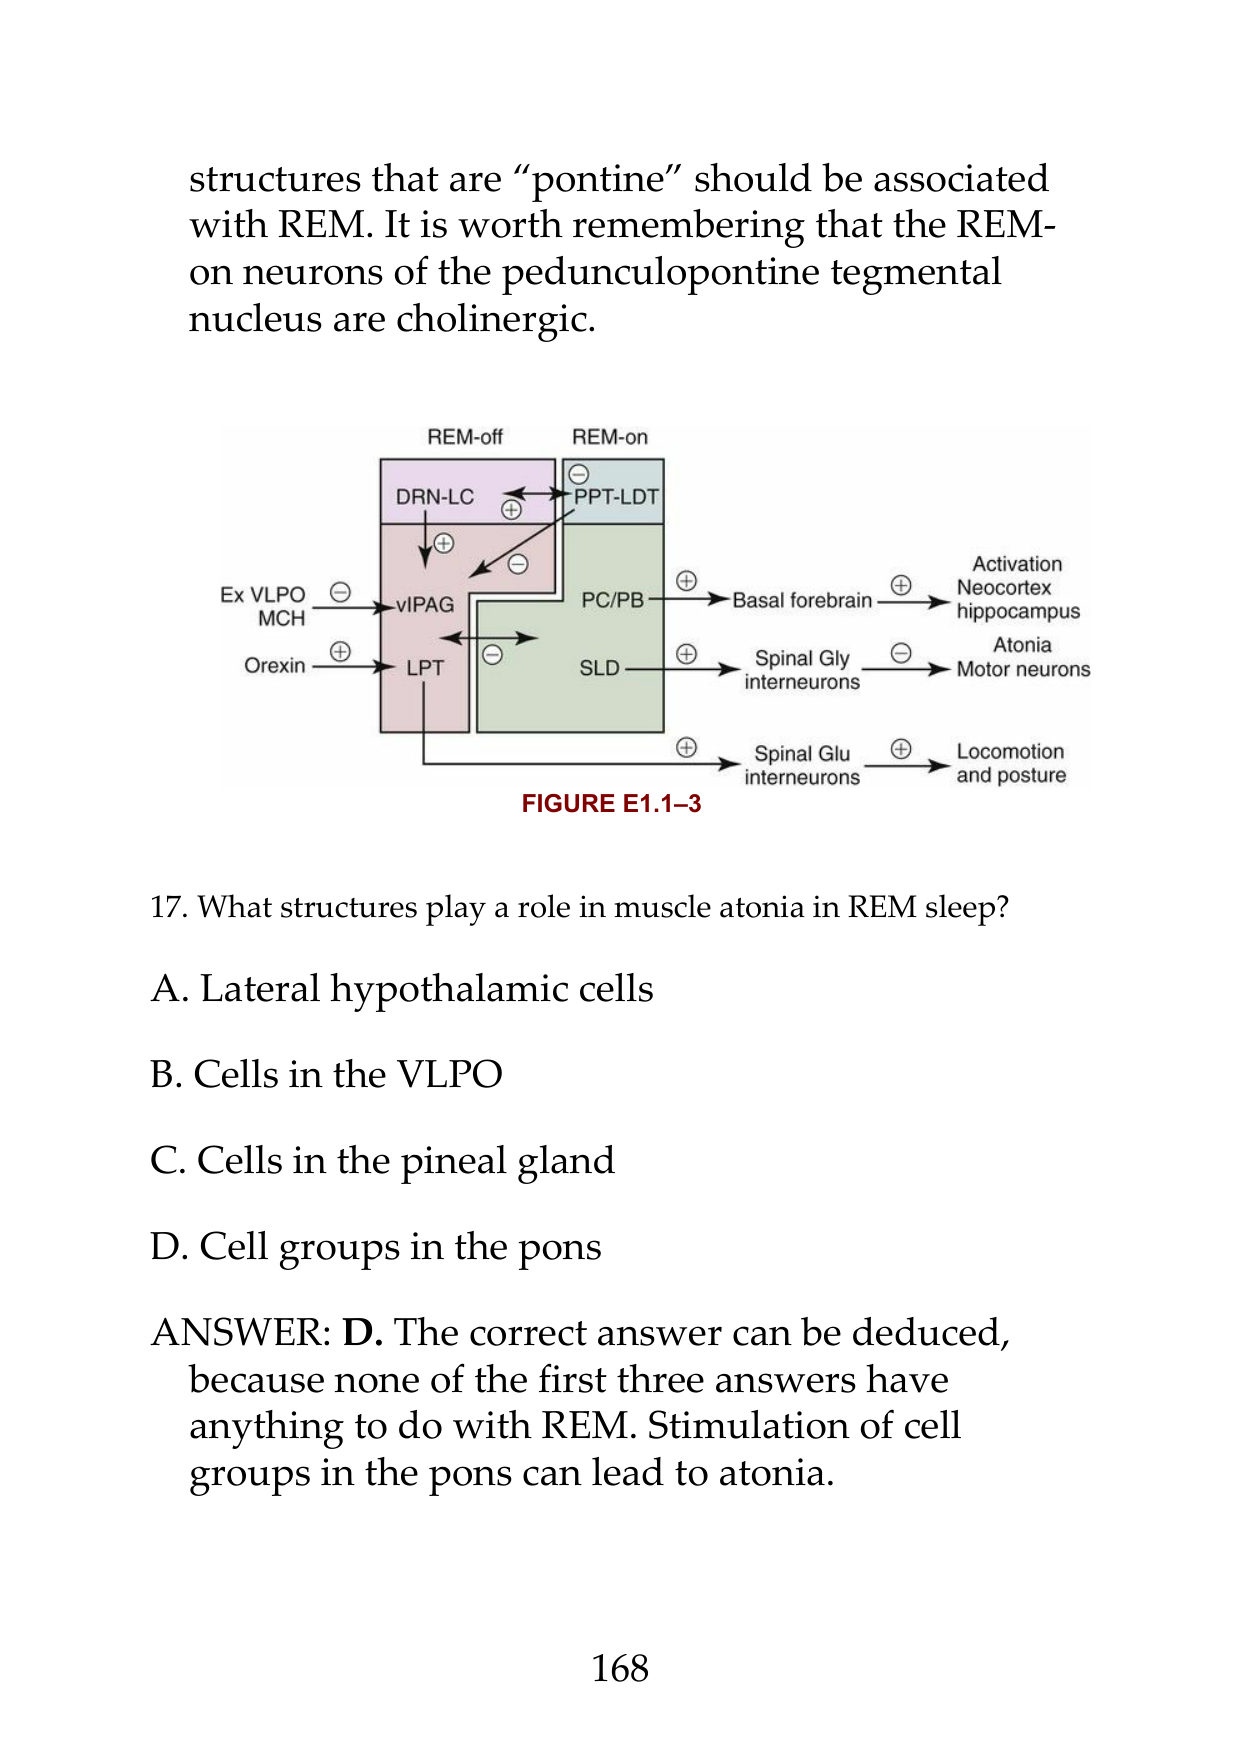 structures that are “pontine” should be associated
with REM. It is worth remembering that the REM-
on neurons of the pedunculopontine tegmental
nucleus are cholinergic.
REM-off REM-on
DRN-LC PPT-LDT
Ex VLPO
MCH
vlPAG
PC/PB
Basal forebrain
Activation
Neocortex
hippocampus
Orexin
LPT
SLD
Spinal Gly
interneurons
Atonia
Motor neurons
Spinal Glu
interneurons
Locomotion
and posture
FIGURE E1.1–3
17. What structures play a role in muscle atonia in REM sleep?
A. Lateral hypothalamic cells
B. Cells in the VLPO
C. Cells in the pineal gland
D. Cell groups in the pons
ANSWER: D. The correct answer can be deduced,
because none of the first three answers have
anything to do with REM. Stimulation of cell
groups in the pons can lead to atonia.
168